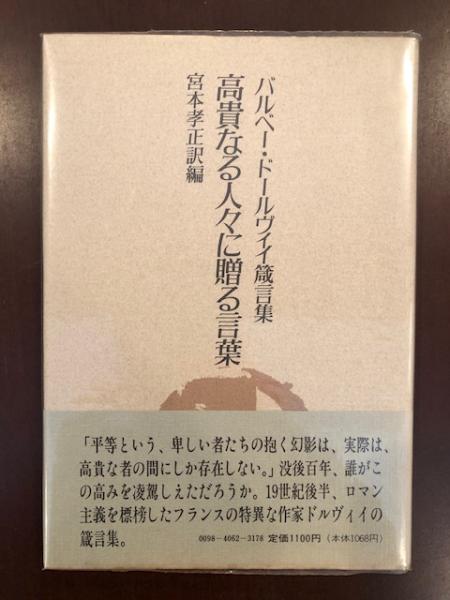 バルベー・ドールヴィイ箴言集
高貴なる人々に贈る言葉
宮本孝正訳編
「平等という、卑しい者たちの抱く幻影は、実際は、
高貴な者の間にしか存在しない。」没後百年、誰がこ
の高みを凌駕しえただろうか。19世紀後半、ロマン
主義を標榜したフランスの特異な作家ドルヴィイの
箴言集。
0098-4062-3178 定価1100円(本体1068円)